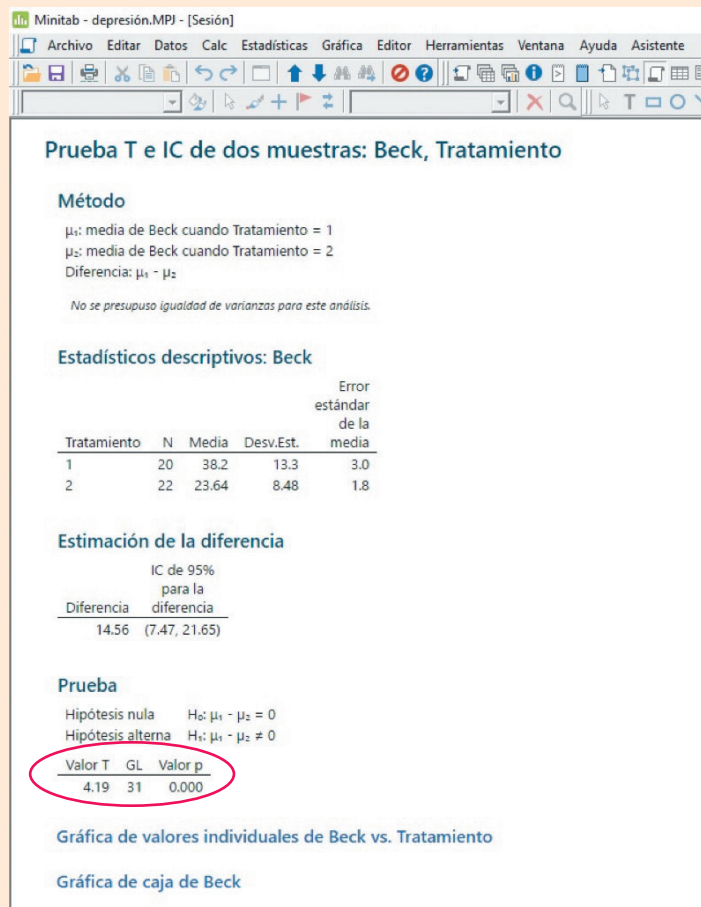 Minitab - depresión.MPJ - [Sesión]
Archivo Editar Datos Calc Estadísticas Gráfica Editor Herramientas Ventana Ayuda Asistente
Prueba T e IC de dos muestras: Beck, Tratamiento
Método
μ₁: media de Beck cuando Tratamiento = 1
μ₂: media de Beck cuando Tratamiento = 2
Diferencia: μ₁ - μ₂
No se presupuso igualdad de varianzas para este análisis.
Estadísticos descriptivos: Beck
Error
estándar
de la
Tratamiento N Media Desv.Est. media
1 20 38.2 13.3 3.0
2 22 23.64 8.48 1.8
Estimación de la diferencia
IC de 95%
para la
Diferencia diferencia
14.56 (7.47, 21.65)
Prueba
Hipótesis nula H₀: μ₁ - μ₂ = 0
Hipótesis alterna H₁: μ₁ - μ₂ ≠ 0
Valor T GL Valor p
4.19 31 0.000
Gráfica de valores individuales de Beck vs. Tratamiento
Gráfica de caja de Beck